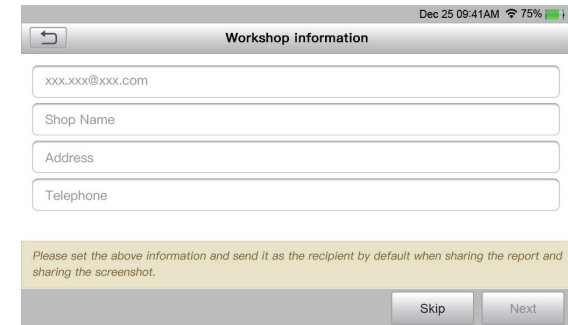 Dec 25 09:41AM 75%
Workshop information
xxx.xxx@xxx.com
Shop Name
Address
Telephone
Please set the above information and send it as the recipient by default when sharing the report and
sharing the screenshot.
Skip Next